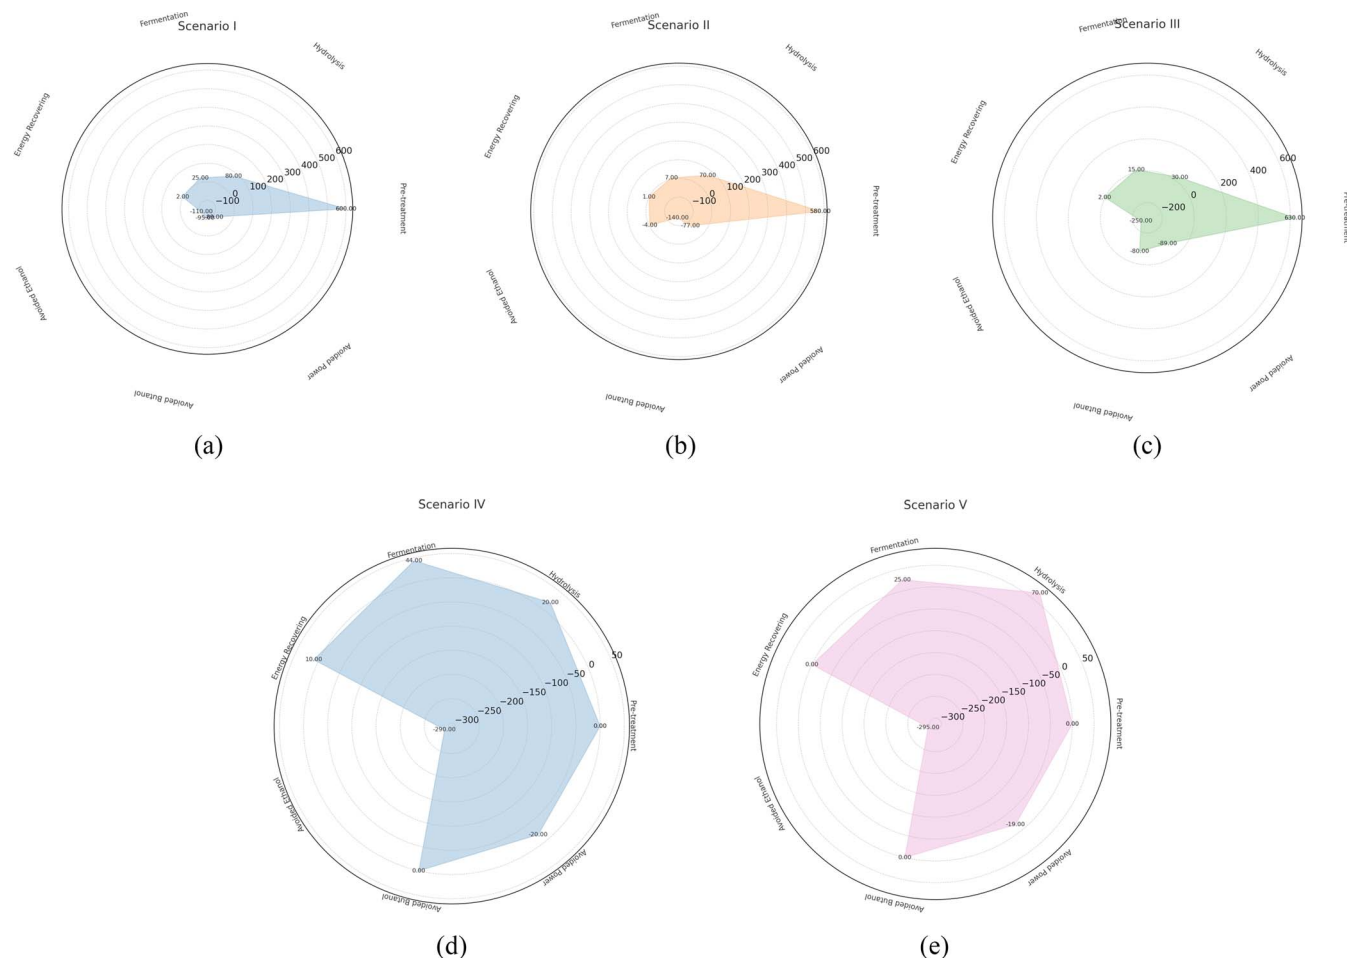 Scenario I
Fermentation
Hydrolysis
Energy Recovering
Pre-treatment
Avoided Ethanol
Avoided Butanol
Avoided Power
600
500
400
300
200
100
0
−100
25.00
80.00
2.00
600.00
-110.00
(a)
Scenario II
Fermentation
Hydrolysis
Energy Recovering
Pre-treatment
Avoided Ethanol
Avoided Butanol
Avoided Power
600
500
400
300
200
100
0
−100
7.00
70.00
1.00
580.00
-4.00
-140.00
-77.00
(b)
Scenario III
Fermentation
Hydrolysis
Energy Recovering
Avoided Ethanol
Avoided Butanol
Avoided Power
600
400
200
0
−200
15.00
30.00
2.00
630.00
-250.00
-80.00
-89.00
(c)
Scenario IV
Fermentation
Hydrolysis
Energy Recovering
Pre-treatment
Avoided Ethanol
Avoided Butanol
Avoided Power
50
0
−50
−100
−150
−200
−250
−300
44.00
20.00
10.00
0.00
-290.00
0.00
-20.00
(d)
Scenario V
Fermentation
Hydrolysis
Energy Recovering
Pre-treatment
Avoided Ethanol
Avoided Butanol
Avoided Power
50
0
−50
−100
−150
−200
−250
−300
25.00
70.00
0.00
0.00
-295.00
0.00
-19.00
(e)